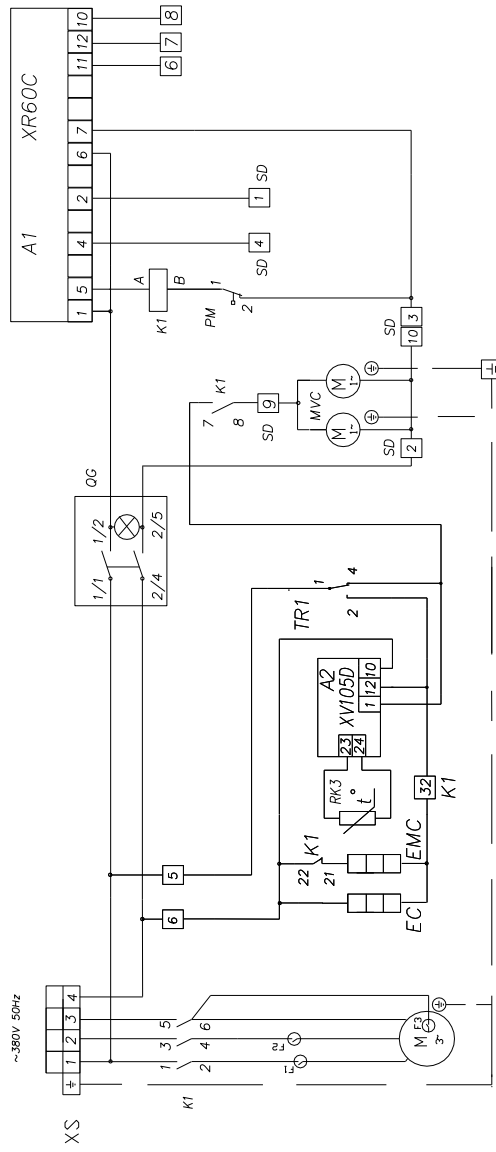 ~380V 50Hz
XS
1 2 3 4
A1 XR60C
1 5 4 2 6 7 11 12 10
QG
1/1 1/2
2/4 2/5
6 7 8
5
6
K1
1 3 5
2 4 6
F1
F2
F3
M
3~
K1
A
B
PM
1
2
4
SD
1
SD
K1
7
8
9
SD
MVC
M
1~
M
1~
2
SD
10 3
SD
TR1
1
2
4
A2
XV105D
23 24
1 12 10
RK3
t°
K1
22
21
EC
EMC
32
K1